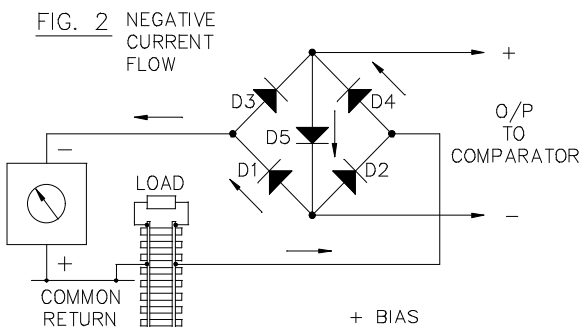 FIG. 2 NEGATIVE
CURRENT
FLOW
+
D3
D4
D5
O/P
TO
COMPARATOR
D1
D2
−
LOAD
−
+
COMMON
RETURN
+ BIAS